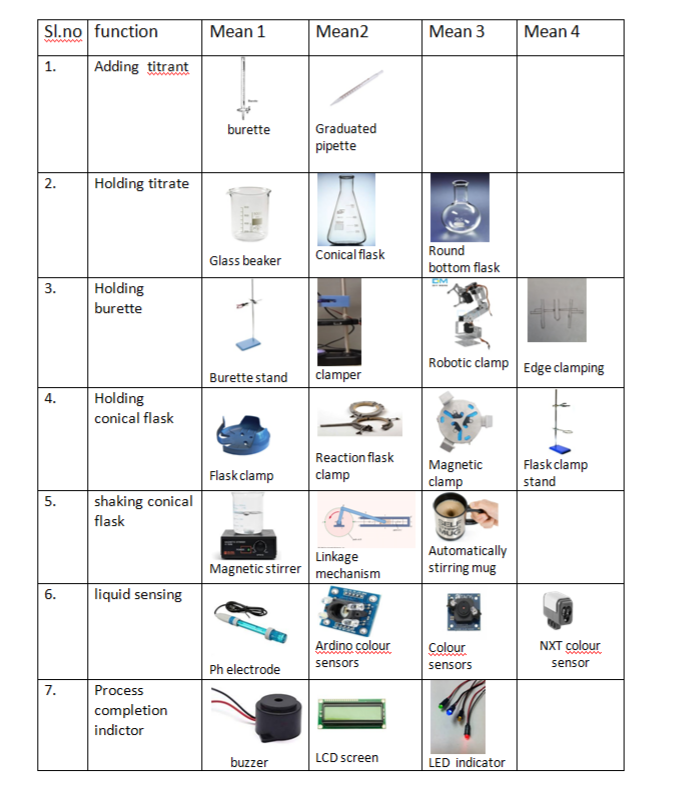 Sl.no function Mean 1 Mean2 Mean 3 Mean 4
1. Adding titrant
burette
Graduated
pipette
2. Holding titrate
Glass beaker
Conical flask
Round
bottom flask
3. Holding
burette
Burette stand
clamper
Robotic clamp
Edge clamping
4. Holding
conical flask
Flask clamp
Reaction flask
clamp
Magnetic
clamp
Flask clamp
stand
5. shaking conical
flask
Magnetic stirrer
Linkage
mechanism
SELF
MUG
Automatically
stirring mug
6. liquid sensing
Ph electrode
Ardino colour
sensors
Colour
sensors
NXT colour
sensor
7. Process
completion
indictor
buzzer
LCD screen
LED indicator